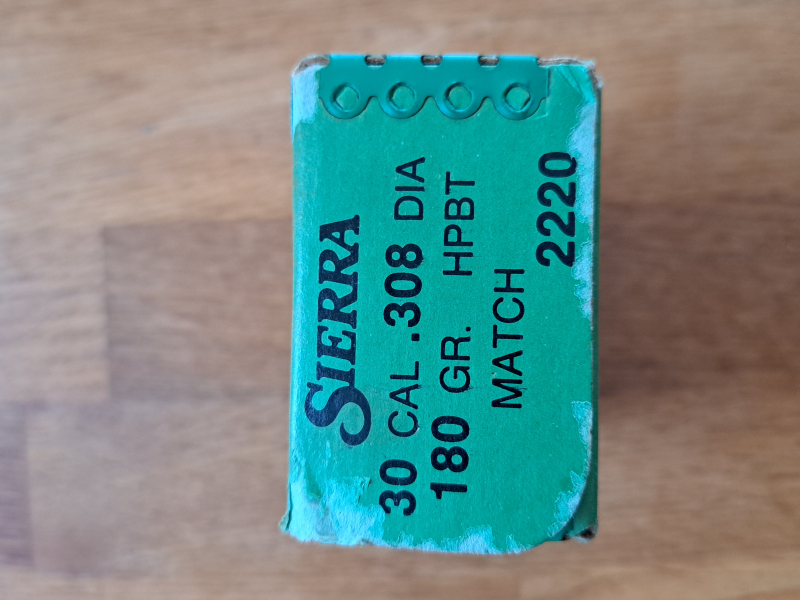 SIERRA
30 CAL .308 DIA
180 GR. HPBT
MATCH
2220